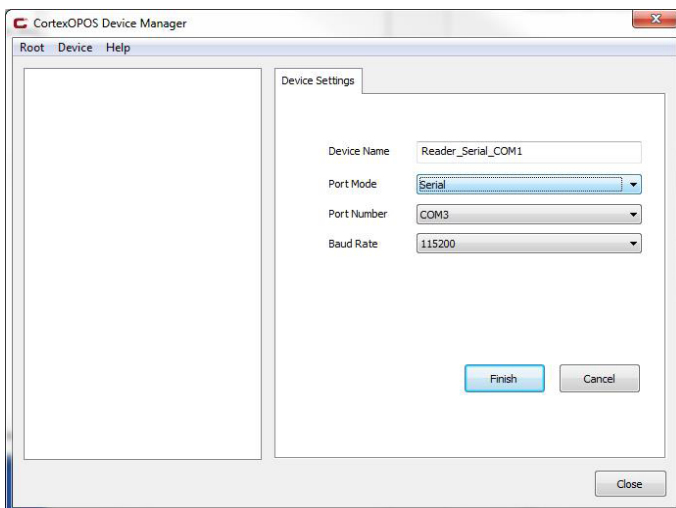 CortexOPOS Device Manager
Root Device Help
Device Settings
Device Name Reader_Serial_COM1
Port Mode Serial
Port Number COM3
Baud Rate 115200
Finish Cancel
Close